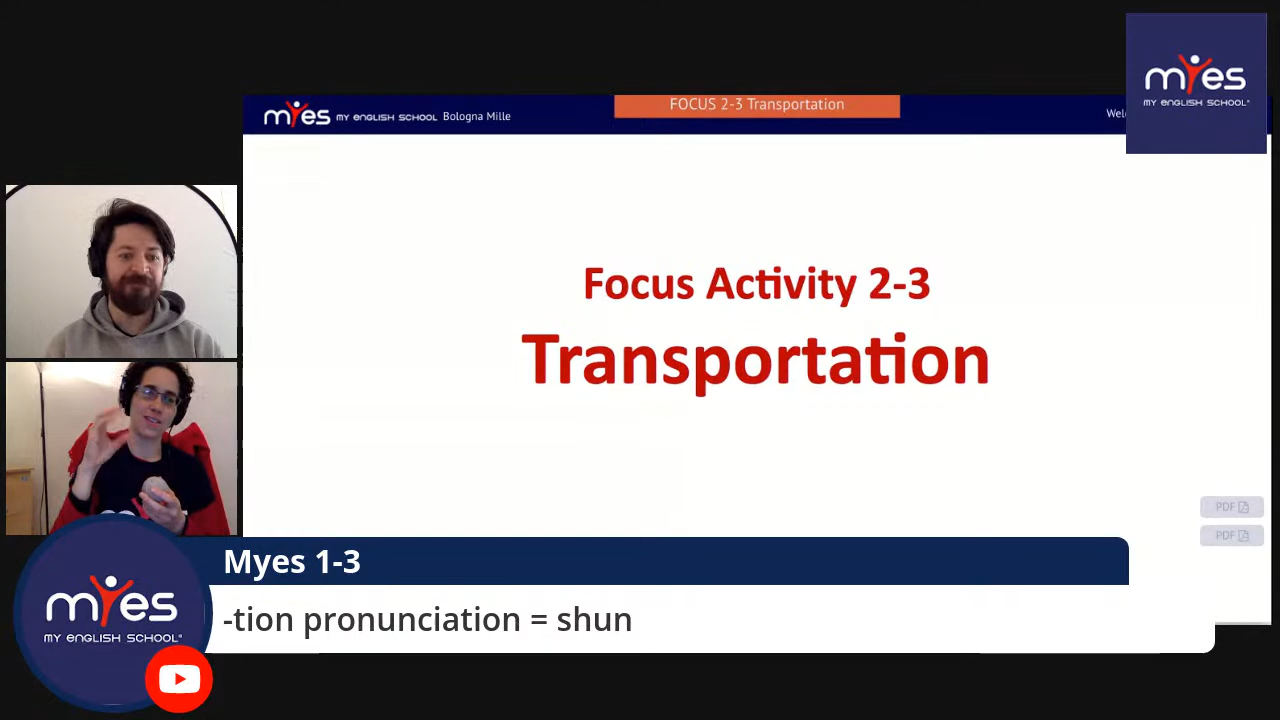 myes
MY ENGLISH SCHOOL®
FOCUS 2-3 Transportation
myes MY ENGLISH SCHOOL Bologna Mille
Focus Activity 2-3
Transportation
PDF
PDF
Myes 1-3
-tion pronunciation = shun
myes
MY ENGLISH SCHOOL®